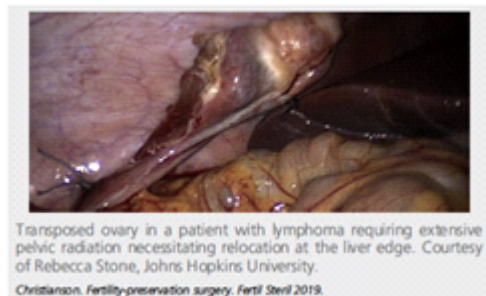 Transposed ovary in a patient with lymphoma requiring extensive
pelvic radiation necessitating relocation at the liver edge. Courtesy
of Rebecca Stone, Johns Hopkins University.
Christianson. Fertility-preservation surgery. Fertil Steril 2019.